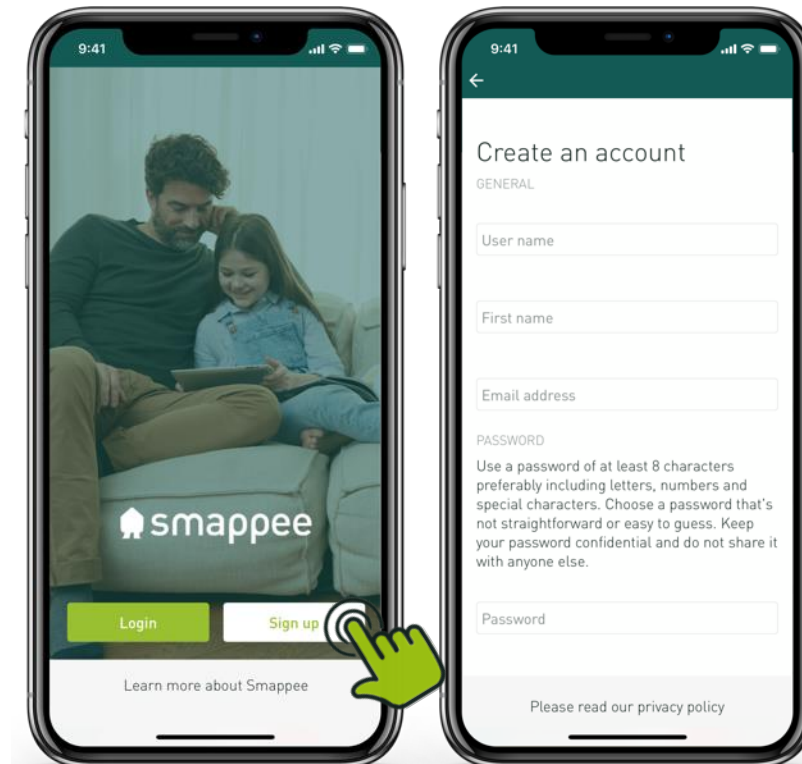 9:41
smappee
Login
Sign up
Learn more about Smappee
9:41
Create an account
GENERAL
User name
First name
Email address
PASSWORD
Use a password of at least 8 characters
preferably including letters, numbers and
special characters. Choose a password that's
not straightforward or easy to guess. Keep
your password confidential and do not share it
with anyone else.
Password
Please read our privacy policy